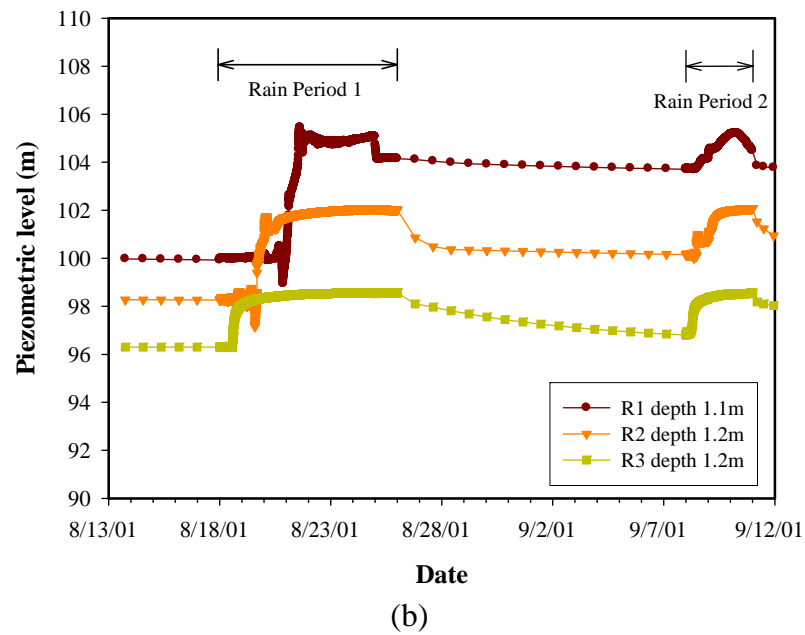 110
108
106
104
102
100
98
96
94
92
90
Piezometric level (m)
Rain Period 1
Rain Period 2
R1 depth 1.1m
R2 depth 1.2m
R3 depth 1.2m
8/13/01 8/18/01 8/23/01 8/28/01 9/2/01 9/7/01 9/12/01
Date
(b)